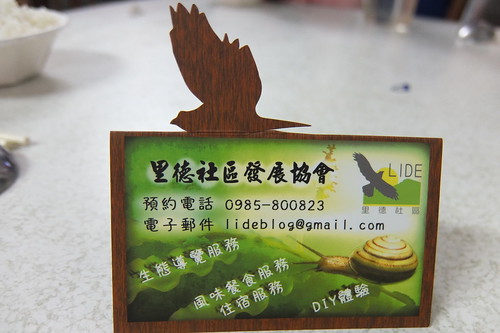 里德社區發展協會
LIDE
里德社區
預約電話 0985-800823
電子郵件 lideblog@gmail.com
生態導覽服務
風味餐食服務
住宿服務
DIY體驗